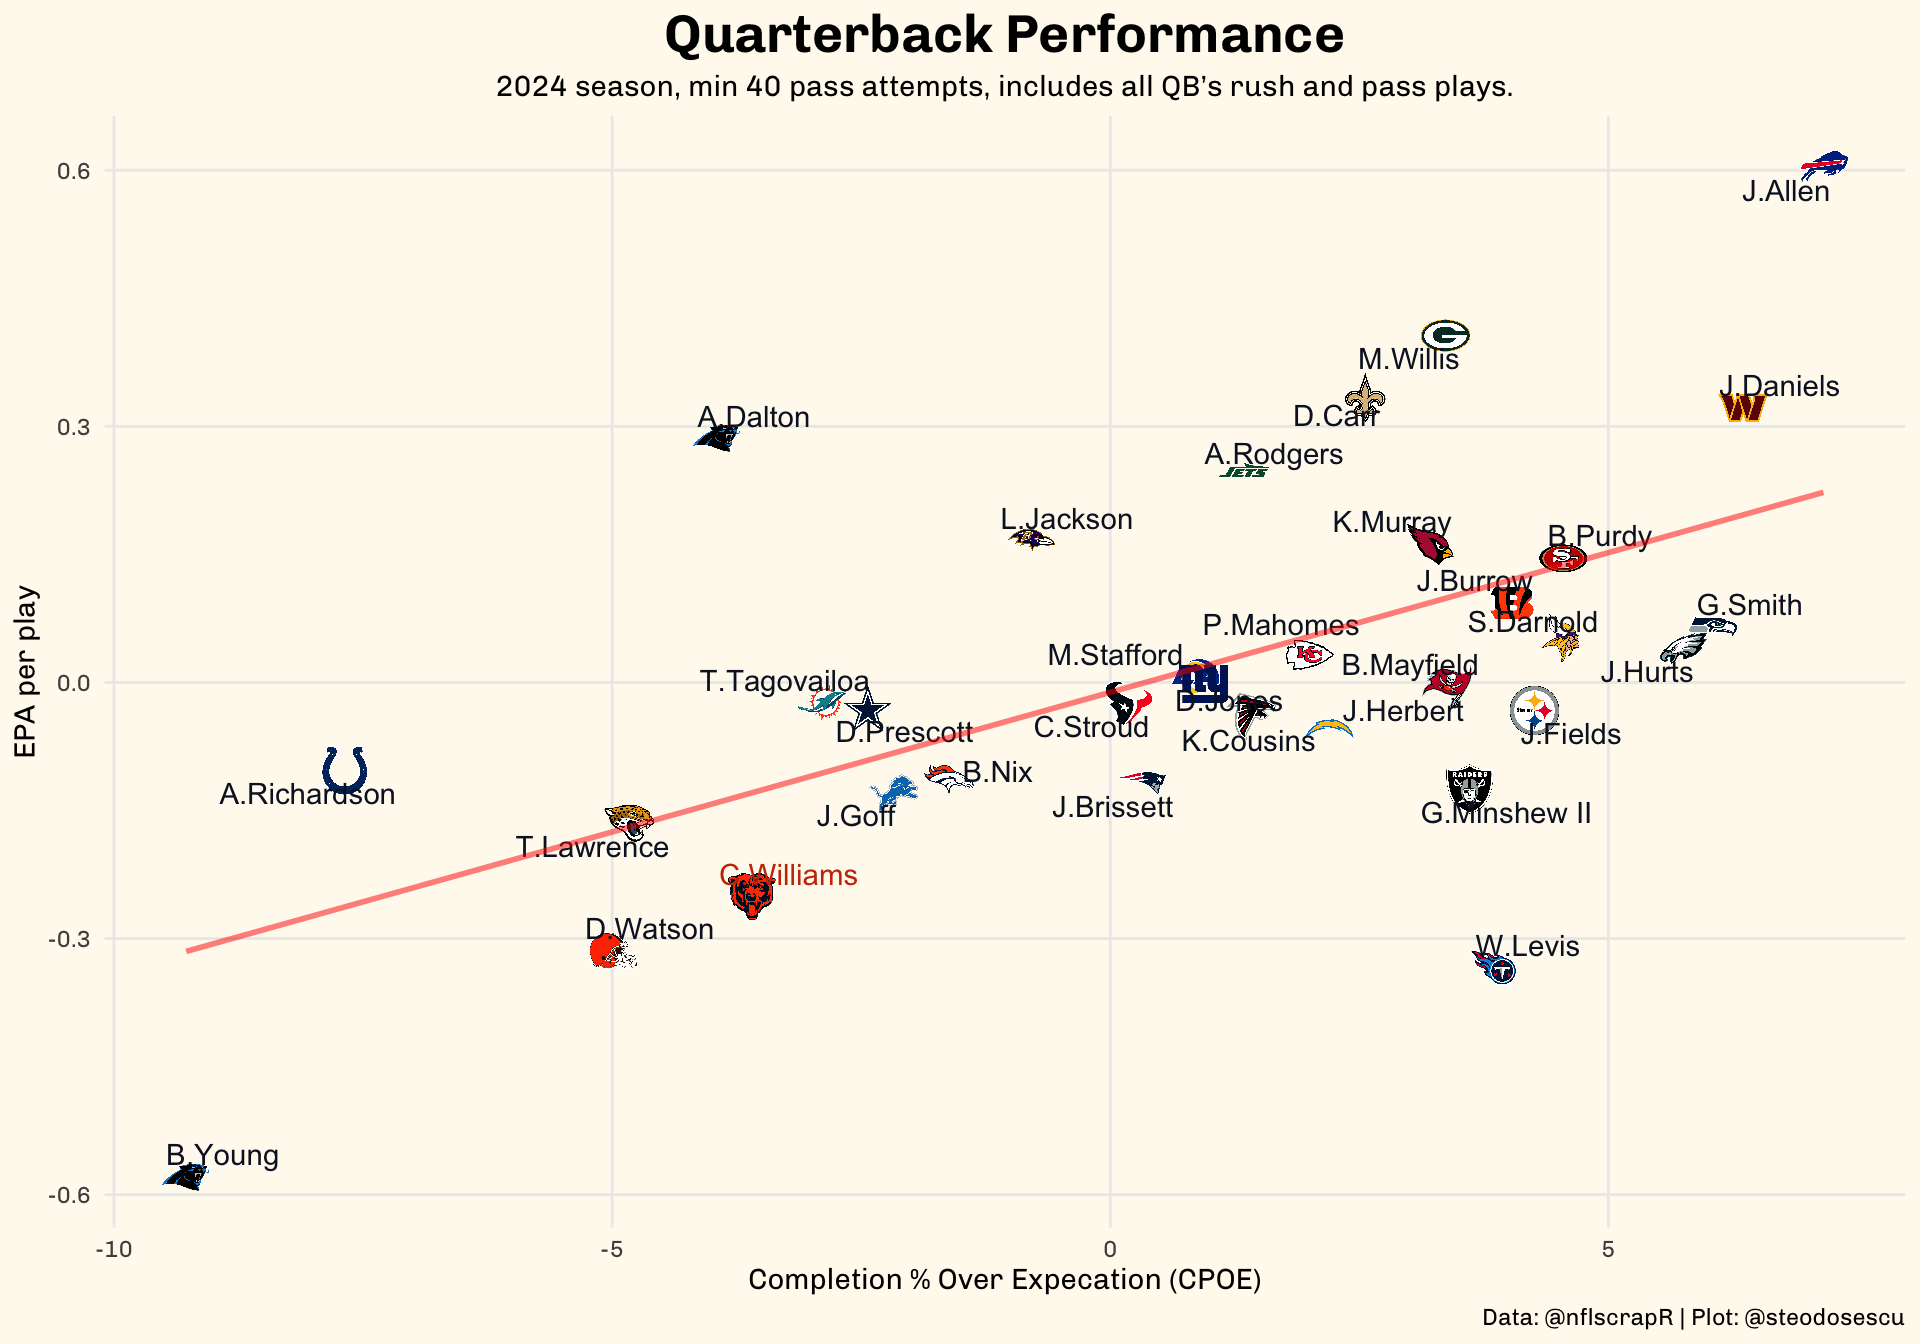 Quarterback Performance
2024 season, min 40 pass attempts, includes all QB's rush and pass plays.
0.6
J.Allen
M.Willis
J.Daniels
D.Carr
A.Dalton
0.3
A.Rodgers
JETS
L.Jackson
K.Murray
B.Purdy
J.Burrow
G.Smith
S.Darnold
P.Mahomes
M.Stafford
B.Mayfield
J.Hurts
T.Tagovailoa
0.0
D.Jones
J.Herbert
D.Prescott
C.Stroud
K.Cousins
J.Fields
B.Nix
RAIDERS
A.Richardson
J.Goff
J.Brissett
G.Minshew II
T.Lawrence
C.Williams
D.Watson
-0.3
W.Levis
B.Young
-0.6
EPA per play
-10
-5
0
5
Completion % Over Expecation (CPOE)
Data: @nflscrapR | Plot: @steodosescu